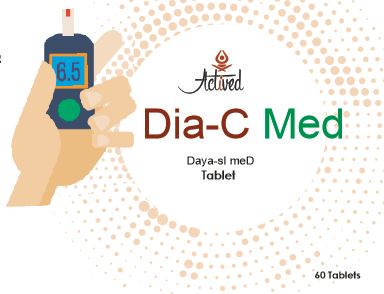 6.5
Actived
Dia-C Med
Daya-sI meD
Tablet
60 Tablets